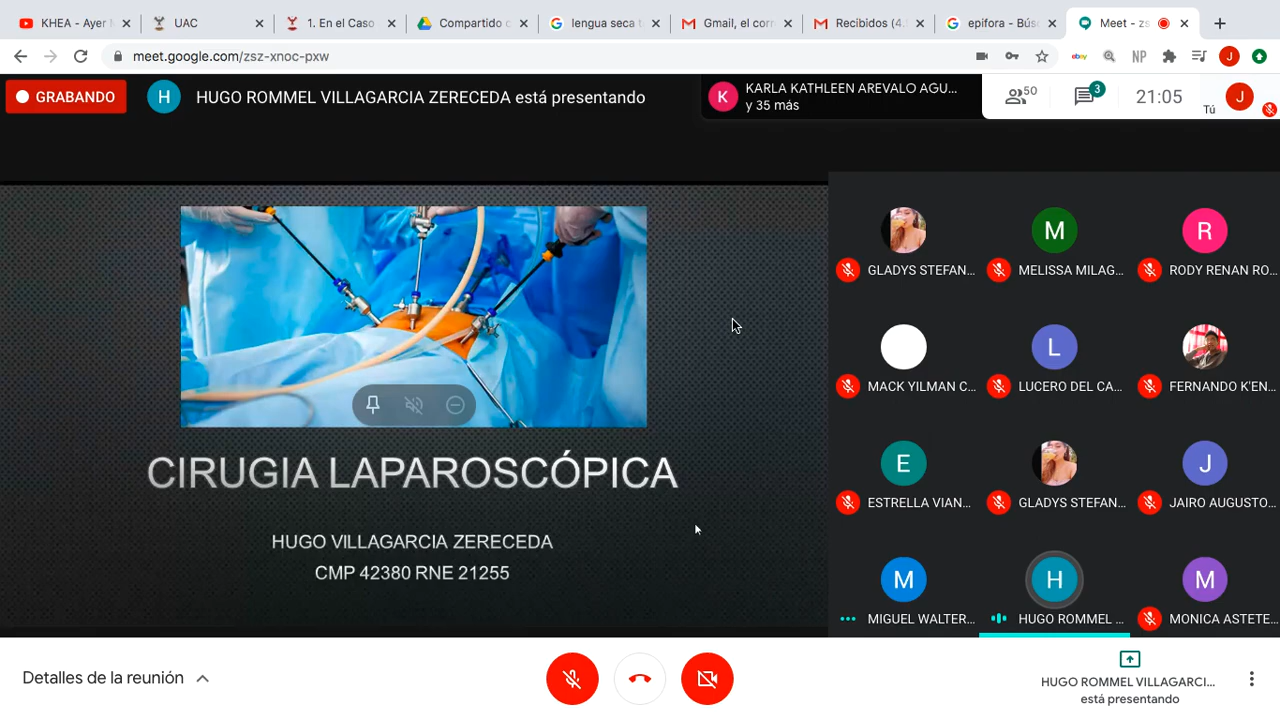 KHEA - Ayer M
UAC
1. En el Caso
Compartido c
lengua seca t
Gmail, el corr
Recibidos (4.
epifora - Bús
Meet - zs
meet.google.com/zsz-xnoc-pxw
ebay
NP
J
GRABANDO
H
HUGO ROMMEL VILLAGARCIA ZERECEDA está presentando
K
KARLA KATHLEEN AREVALO AGU...
y 35 más
50
3
21:05
Tú
J
M
R
GLADYS STEFAN...
MELISSA MILAG...
RODY RENAN RO...
L
MACK YILMAN C...
LUCERO DEL CA...
FERNANDO K'EN...
E
J
ESTRELLA VIAN...
GLADYS STEFAN...
JAIRO AUGUSTO...
M
H
M
MIGUEL WALTER...
HUGO ROMMEL ...
MONICA ASTETE...
CIRUGIA LAPAROSCÓPICA
HUGO VILLAGARCIA ZERECEDA
CMP 42380 RNE 21255
Detalles de la reunión
HUGO ROMMEL VILLAGARCI...
está presentando